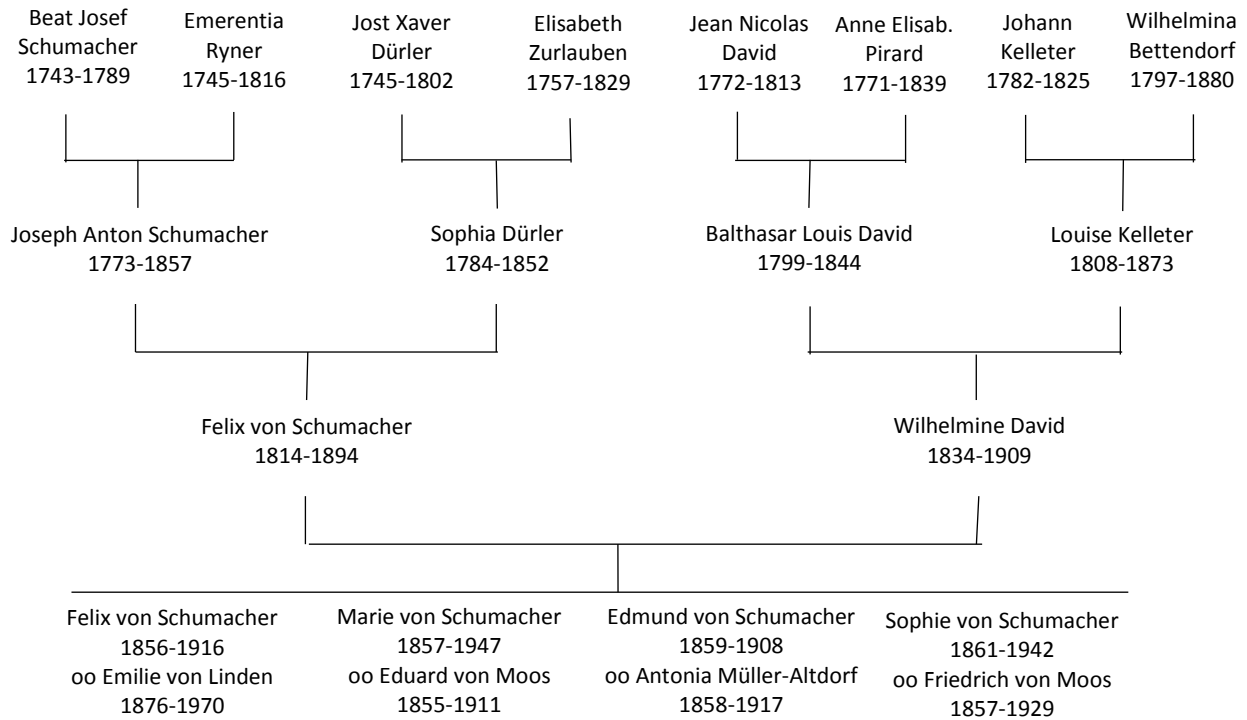 Beat Josef
Schumacher
1743-1789
Emerentia
Ryner
1745-1816
Jost Xaver
Dürler
1745-1802
Elisabeth
Zurlauben
1757-1829
Jean Nicolas
David
1772-1813
Anne Elisab.
Pirard
1771-1839
Johann
Kelleter
1782-1825
Wilhelmina
Bettendorf
1797-1880
Joseph Anton Schumacher
1773-1857
Sophia Dürler
1784-1852
Balthasar Louis David
1799-1844
Louise Kelleter
1808-1873
Felix von Schumacher
1814-1894
Wilhelmine David
1834-1909
Felix von Schumacher
1856-1916
oo Emilie von Linden
1876-1970
Marie von Schumacher
1857-1947
oo Eduard von Moos
1855-1911
Edmund von Schumacher
1859-1908
oo Antonia Müller-Altdorf
1858-1917
Sophie von Schumacher
1861-1942
oo Friedrich von Moos
1857-1929